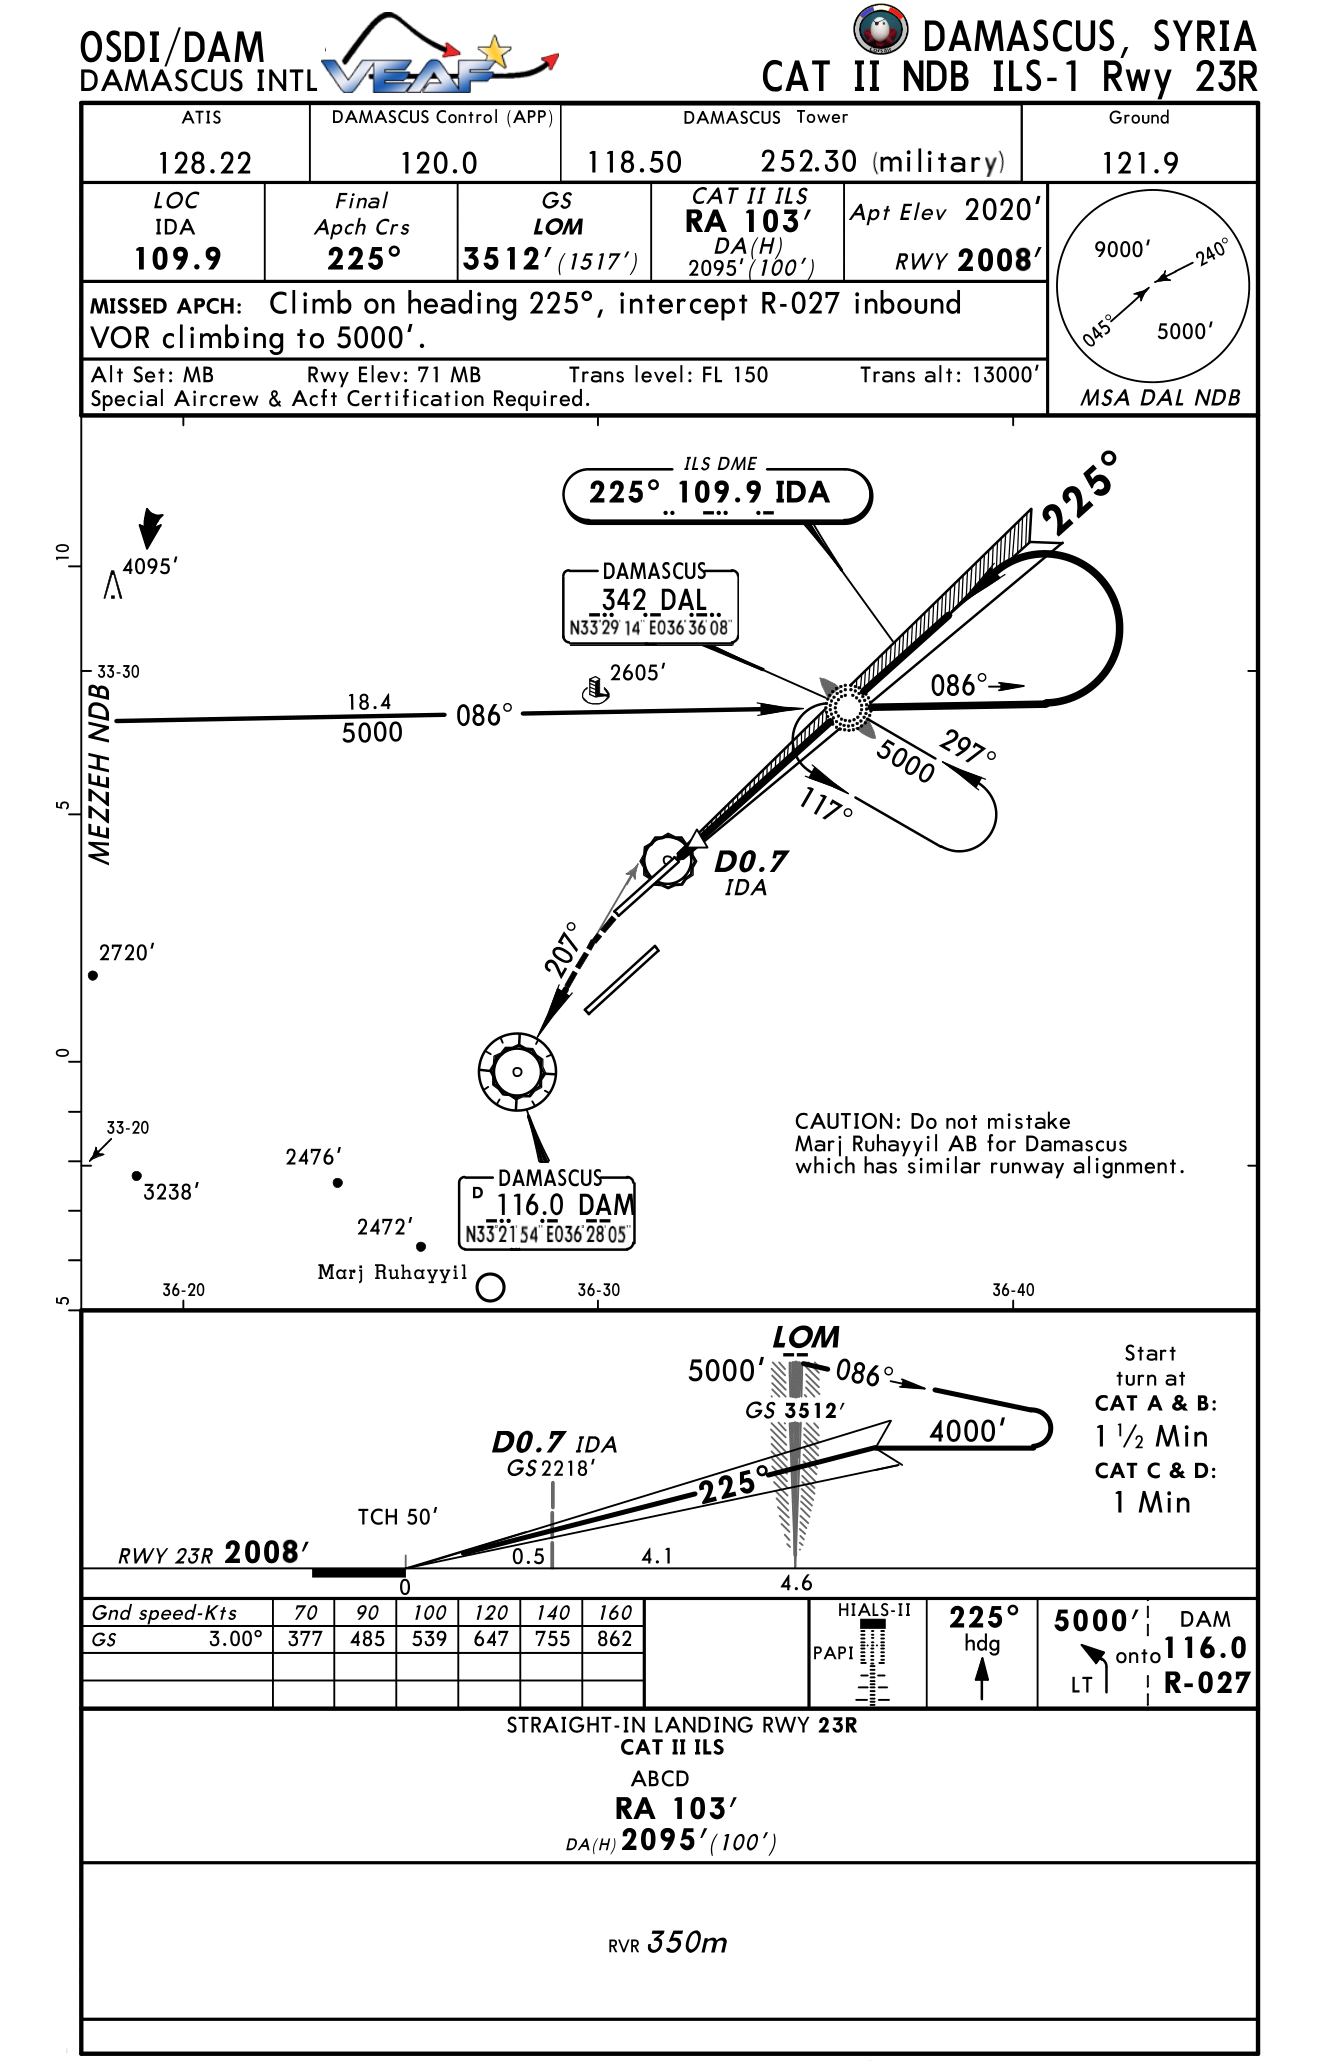 OSDI/DAM
DAMASCUS INTL
VEAF
DAMASCUS, SYRIA
CAT II NDB ILS-1 Rwy 23R
ATIS
128.22
DAMASCUS Control (APP)
120.0
DAMASCUS Tower
118.50 252.30 (military)
Ground
121.9
LOC
IDA
109.9
Final
Apch Crs
225°
GS
LOM
3512' (1517')
CAT II ILS
RA 103'
DA(H)
2095' (100')
Apt Elev 2020'
RWY 2008'
9000'
240°
045°
5000'
MSA DAL NDB
MISSED APCH: Climb on heading 225°, intercept R-027 inbound
VOR climbing to 5000'.
Alt Set: MB Rwy Elev: 71 MB Trans level: FL 150 Trans alt: 13000'
Special Aircrew & Acft Certification Required.
ILS DME
225° 109.9 IDA
225°
10
4095'
DAMASCUS
342 DAL
N33°29'14" E036°36'08"
33-30
2605'
MEZZEH NDB
18.4
5000
086°
086°
297°
5000
117°
5
D0.7
IDA
207°
2720'
0
33-20
3238'
2476'
2472'
CAUTION: Do not mistake
Marj Ruhayyil AB for Damascus
which has similar runway alignment.
DAMASCUS
D 116.0 DAM
N33°21'54" E036°28'05"
Marj Ruhayyil
5
36-20
36-30
36-40
LOM
5000'
086°
GS 3512'
4000'
D0.7 IDA
GS 2218'
225°
TCH 50'
RWY 23R 2008'
0.5
4.1
0
4.6
Start
turn at
CAT A & B:
1 ½ Min
CAT C & D:
1 Min
Gnd speed-Kts 70 90 100 120 140 160
GS 3.00° 377 485 539 647 755 862
HIALS-II
PAPI
225°
hdg
5000'
LT
onto
DAM
116.0
R-027
STRAIGHT-IN LANDING RWY 23R
CAT II ILS
ABCD
RA 103'
DA(H) 2095' (100')
RVR 350m